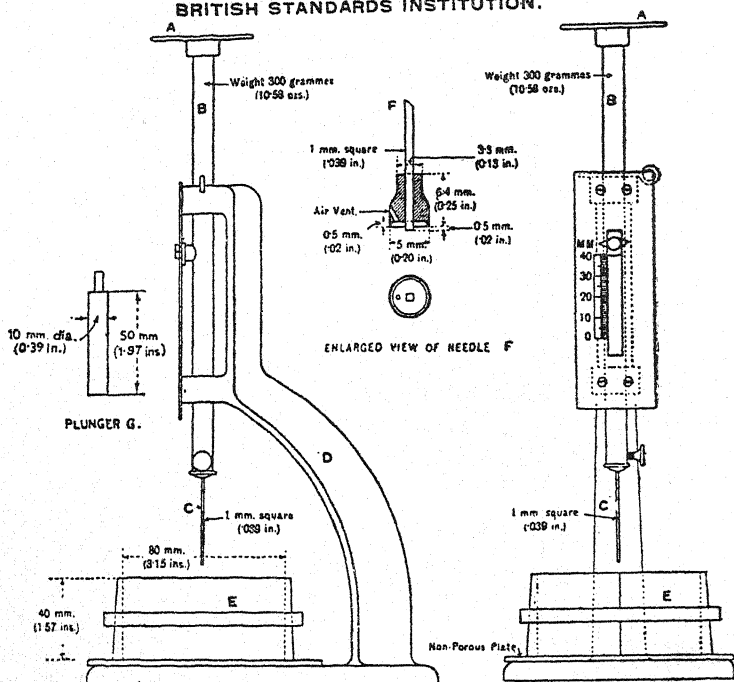 BRITISH STANDARDS INSTITUTION.
A
Weight 300 grammes
(10·58 ozs.)
B
F
1 mm. square
(·039 in.)
3·3 mm.
(0·13 in.)
6·4 mm.
(0·25 in.)
Air Vent.
0·5 mm.
(·02 in.)
5 mm.
(0·20 in.)
0·5 mm.
(·02 in.)
ENLARGED VIEW OF NEEDLE F
10 mm. dia.
(0·39 in.)
50 mm
(1·97 ins)
PLUNGER G.
D
C
1 mm. square
(·039 in.)
80 mm.
(3·15 ins.)
40 mm.
(1·57 ins.)
E
A
Weight 300 grammes
(10·58 ozs.)
B
MM
40
30
20
10
0
C
1 mm. square
(·039 in.)
E
Non-Porous Plate